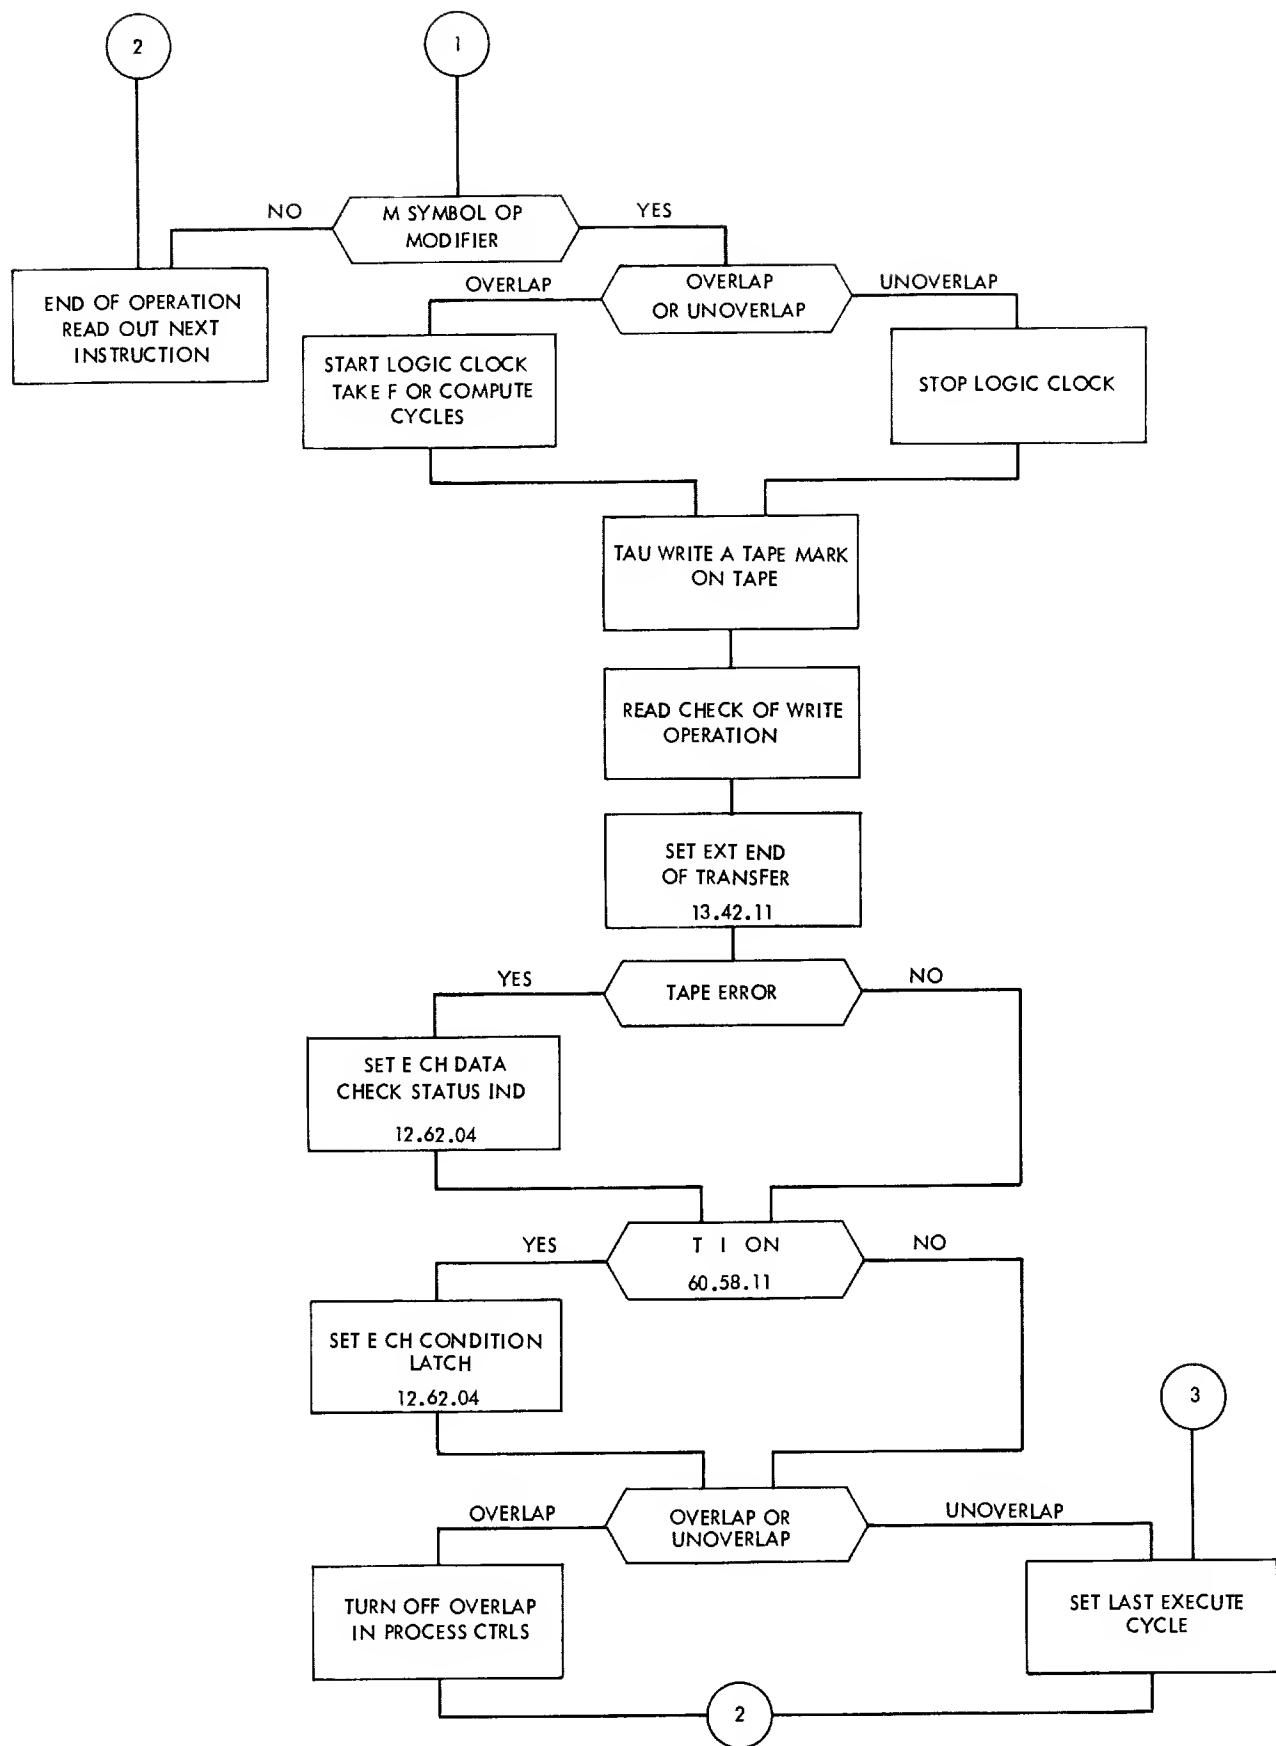 2
1
NO
M SYMBOL OP
MODIFIER
YES
END OF OPERATION
READ OUT NEXT
INSTRUCTION
OVERLAP
OVERLAP
OR UNOVERLAP
UNOVERLAP
START LOGIC CLOCK
TAKE F OR COMPUTE
CYCLES
STOP LOGIC CLOCK
TAU WRITE A TAPE MARK
ON TAPE
READ CHECK OF WRITE
OPERATION
SET EXT END
OF TRANSFER
13.42.11
YES
TAPE ERROR
NO
SET E CH DATA
CHECK STATUS IND
12.62.04
YES
T I ON
60.58.11
NO
SET E CH CONDITION
LATCH
12.62.04
3
OVERLAP
OVERLAP OR
UNOVERLAP
UNOVERLAP
TURN OFF OVERLAP
IN PROCESS CTRLS
SET LAST EXECUTE
CYCLE
2